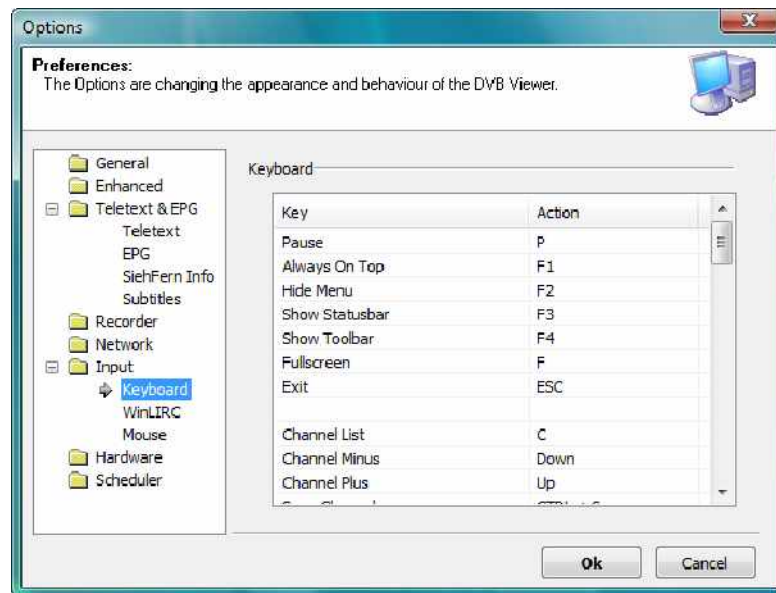 Options
Preferences:
The Options are changing the appearance and behaviour of the DVB Viewer.
General
Enhanced
Teletext & EPG
Teletext
EPG
SiehFern Info
Subtitles
Recorder
Network
Input
Keyboard
WinLIRC
Mouse
Hardware
Scheduler
Keyboard
Key Action
Pause P
Always On Top F1
Hide Menu F2
Show Statusbar F3
Show Toolbar F4
Fullscreen F
Exit ESC
Channel List C
Channel Minus Down
Channel Plus Up
Ok Cancel